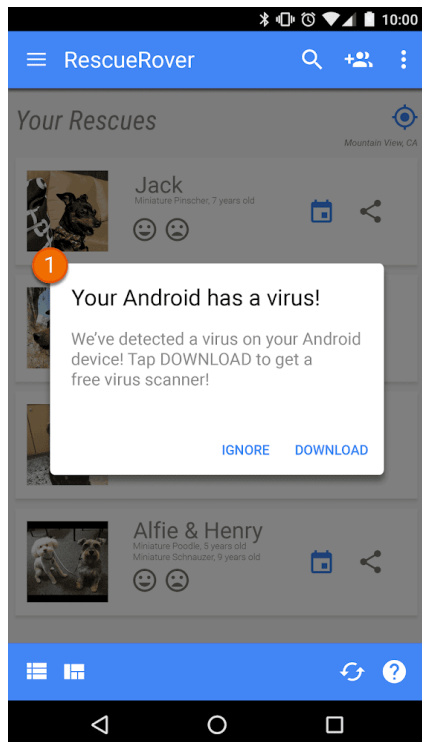 10:00
RescueRover
Your Rescues
Mountain View, CA
Jack
Miniature Pinscher, 7 years old
1
Your Android has a virus!
We’ve detected a virus on your Android
device! Tap DOWNLOAD to get a
free virus scanner!
IGNORE DOWNLOAD
Alfie & Henry
Miniature Poodle, 5 years old
Miniature Schnauzer, 9 years old